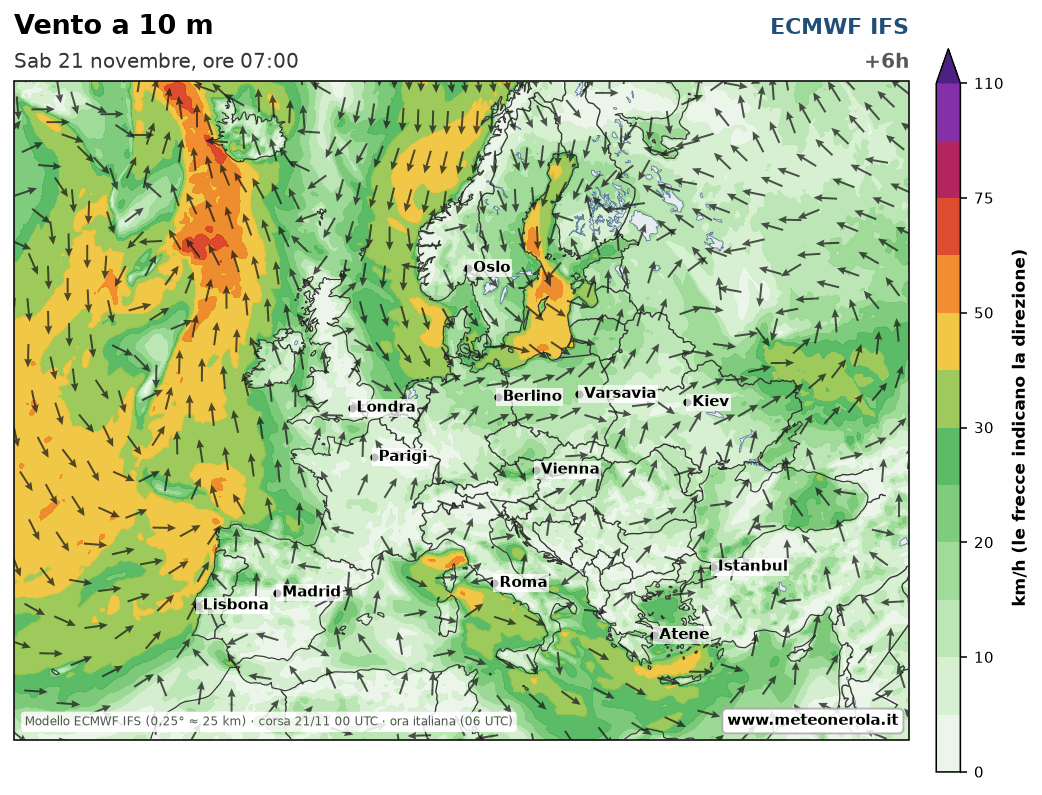 Vento a 10 m
ECMWF IFS
Sab 21 novembre, ore 07:00
+6h
110
75
50
30
20
10
0
km/h (le frecce indicano la direzione)
Oslo
Berlino
Varsavia
Kiev
Londra
Parigi
Vienna
Istanbul
Roma
Madrid
Lisbona
Atene
Modello ECMWF IFS (0,25° ≈ 25 km) · corsa 21/11 00 UTC · ora italiana (06 UTC)
www.meteonerola.it